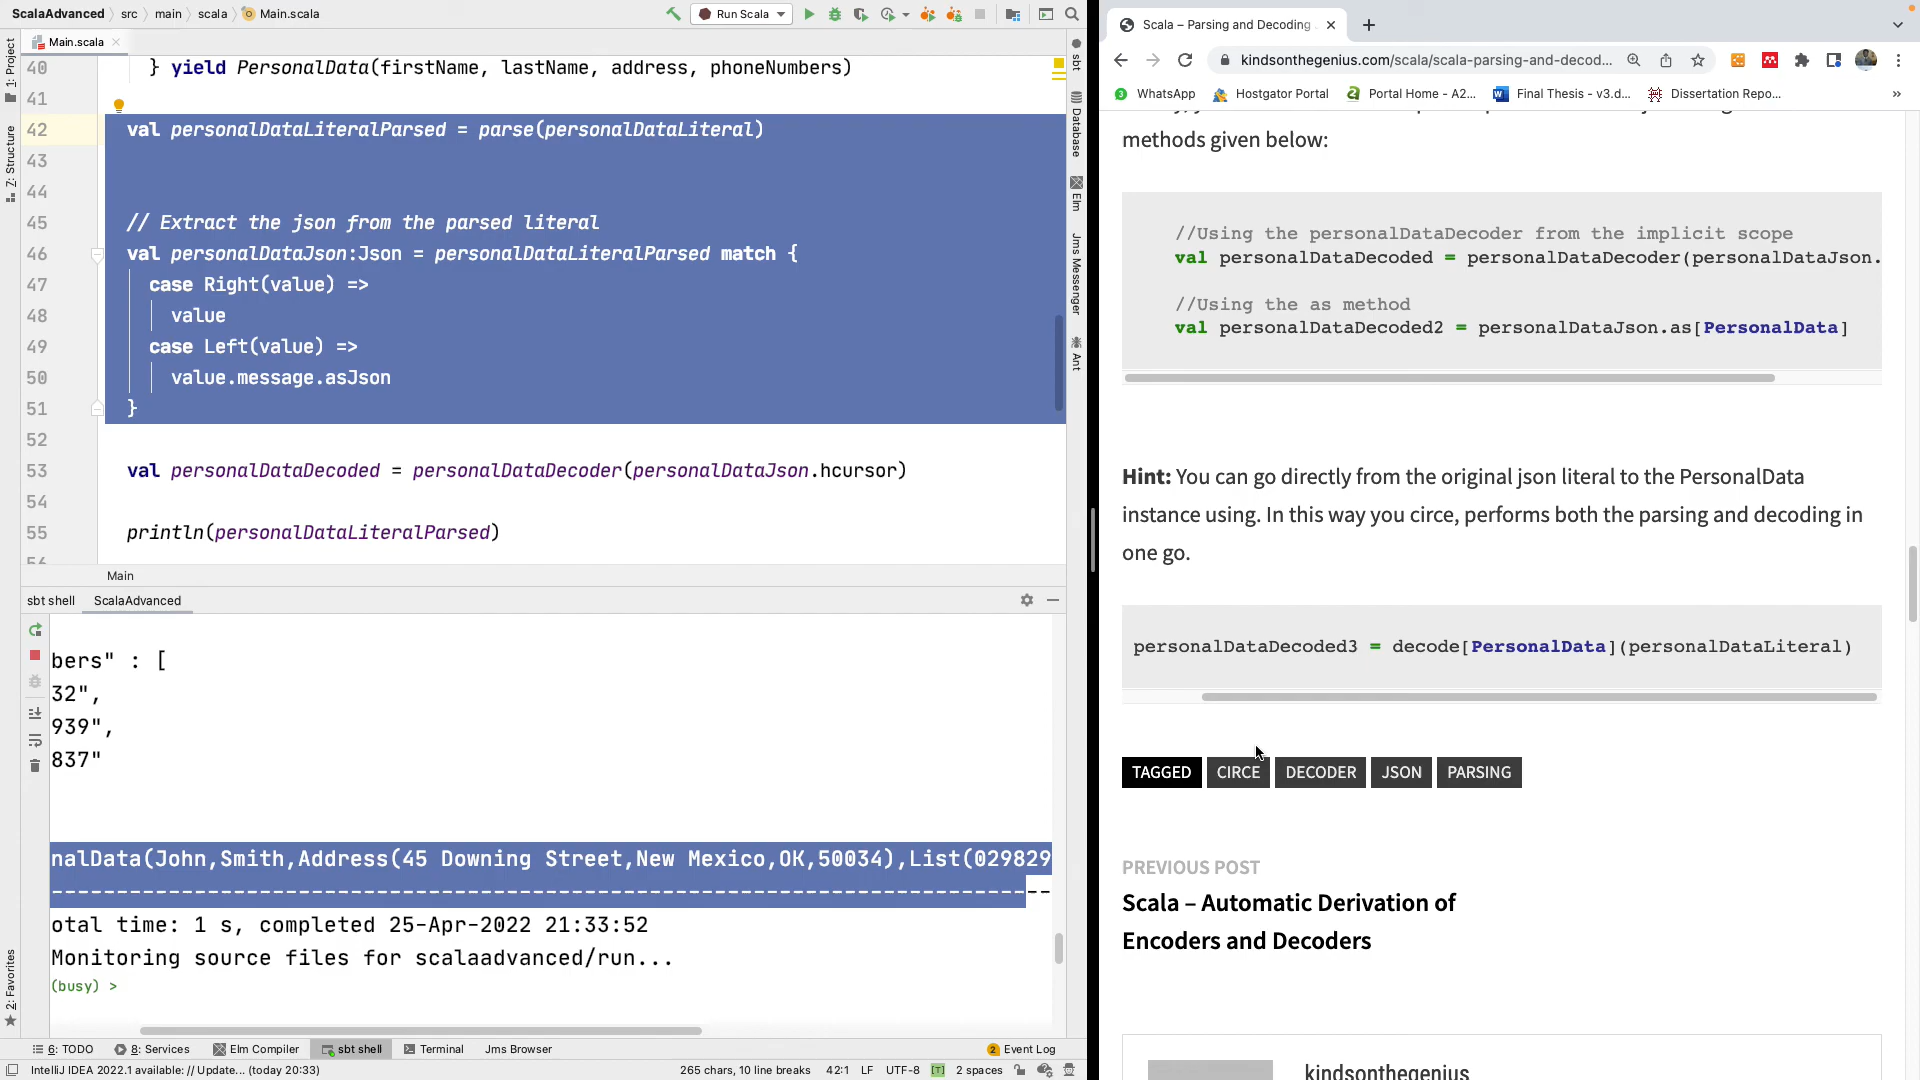 ScalaAdvanced src main scala Main.scala
Run Scala
Main.scala
1: Project
Z: Structure
2: Favorites
40 } yield PersonalData(firstName, lastName, address, phoneNumbers)
41
42 val personalDataLiteralParsed = parse(personalDataLiteral)
43
44
45 // Extract the json from the parsed literal
46 val personalDataJson:Json = personalDataLiteralParsed match {
47 case Right(value) =>
48 value
49 case Left(value) =>
50 value.message.asJson
51 }
52
53 val personalDataDecoded = personalDataDecoder(personalDataJson.hcursor)
54
55 println(personalDataLiteralParsed)
sbt
Database
Elm
Jms Messenger
Ant
Main
sbt shell ScalaAdvanced
bers" : [
32",
939",
837"
nalData(John,Smith,Address(45 Downing Street,New Mexico,OK,50034),List(029829
otal time: 1 s, completed 25-Apr-2022 21:33:52
Monitoring source files for scalaadvanced/run...
(busy) >
6: TODO 8: Services Elm Compiler sbt shell Terminal Jms Browser 2 Event Log
IntelliJ IDEA 2022.1 available: // Update... (today 20:33) 265 chars, 10 line breaks 42:1 LF UTF-8 [T] 2 spaces
Scala – Parsing and Decoding
kindsonthegenius.com/scala/scala-parsing-and-decod...
WhatsApp Hostgator Portal Portal Home - A2... Final Thesis - v3.d... Dissertation Repo... »
methods given below:
//Using the personalDataDecoder from the implicit scope
val personalDataDecoded = personalDataDecoder(personalDataJson.
//Using the as method
val personalDataDecoded2 = personalDataJson.as[PersonalData]
Hint: You can go directly from the original json literal to the PersonalData
instance using. In this way you circe, performs both the parsing and decoding in
one go.
personalDataDecoded3 = decode[PersonalData](personalDataLiteral)
TAGGED CIRCE DECODER JSON PARSING
PREVIOUS POST
Scala – Automatic Derivation of
Encoders and Decoders
kindsonthegenius